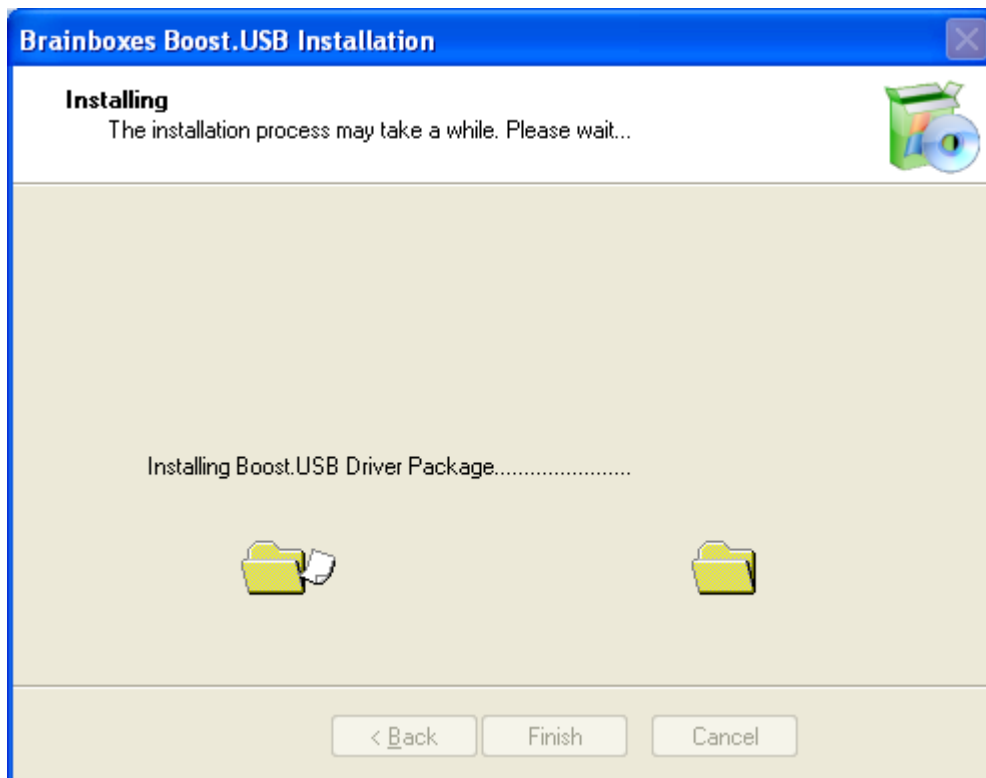 Brainboxes Boost.USB Installation
Installing
The installation process may take a while. Please wait...
Installing Boost.USB Driver Package.......................
< Back
Finish
Cancel